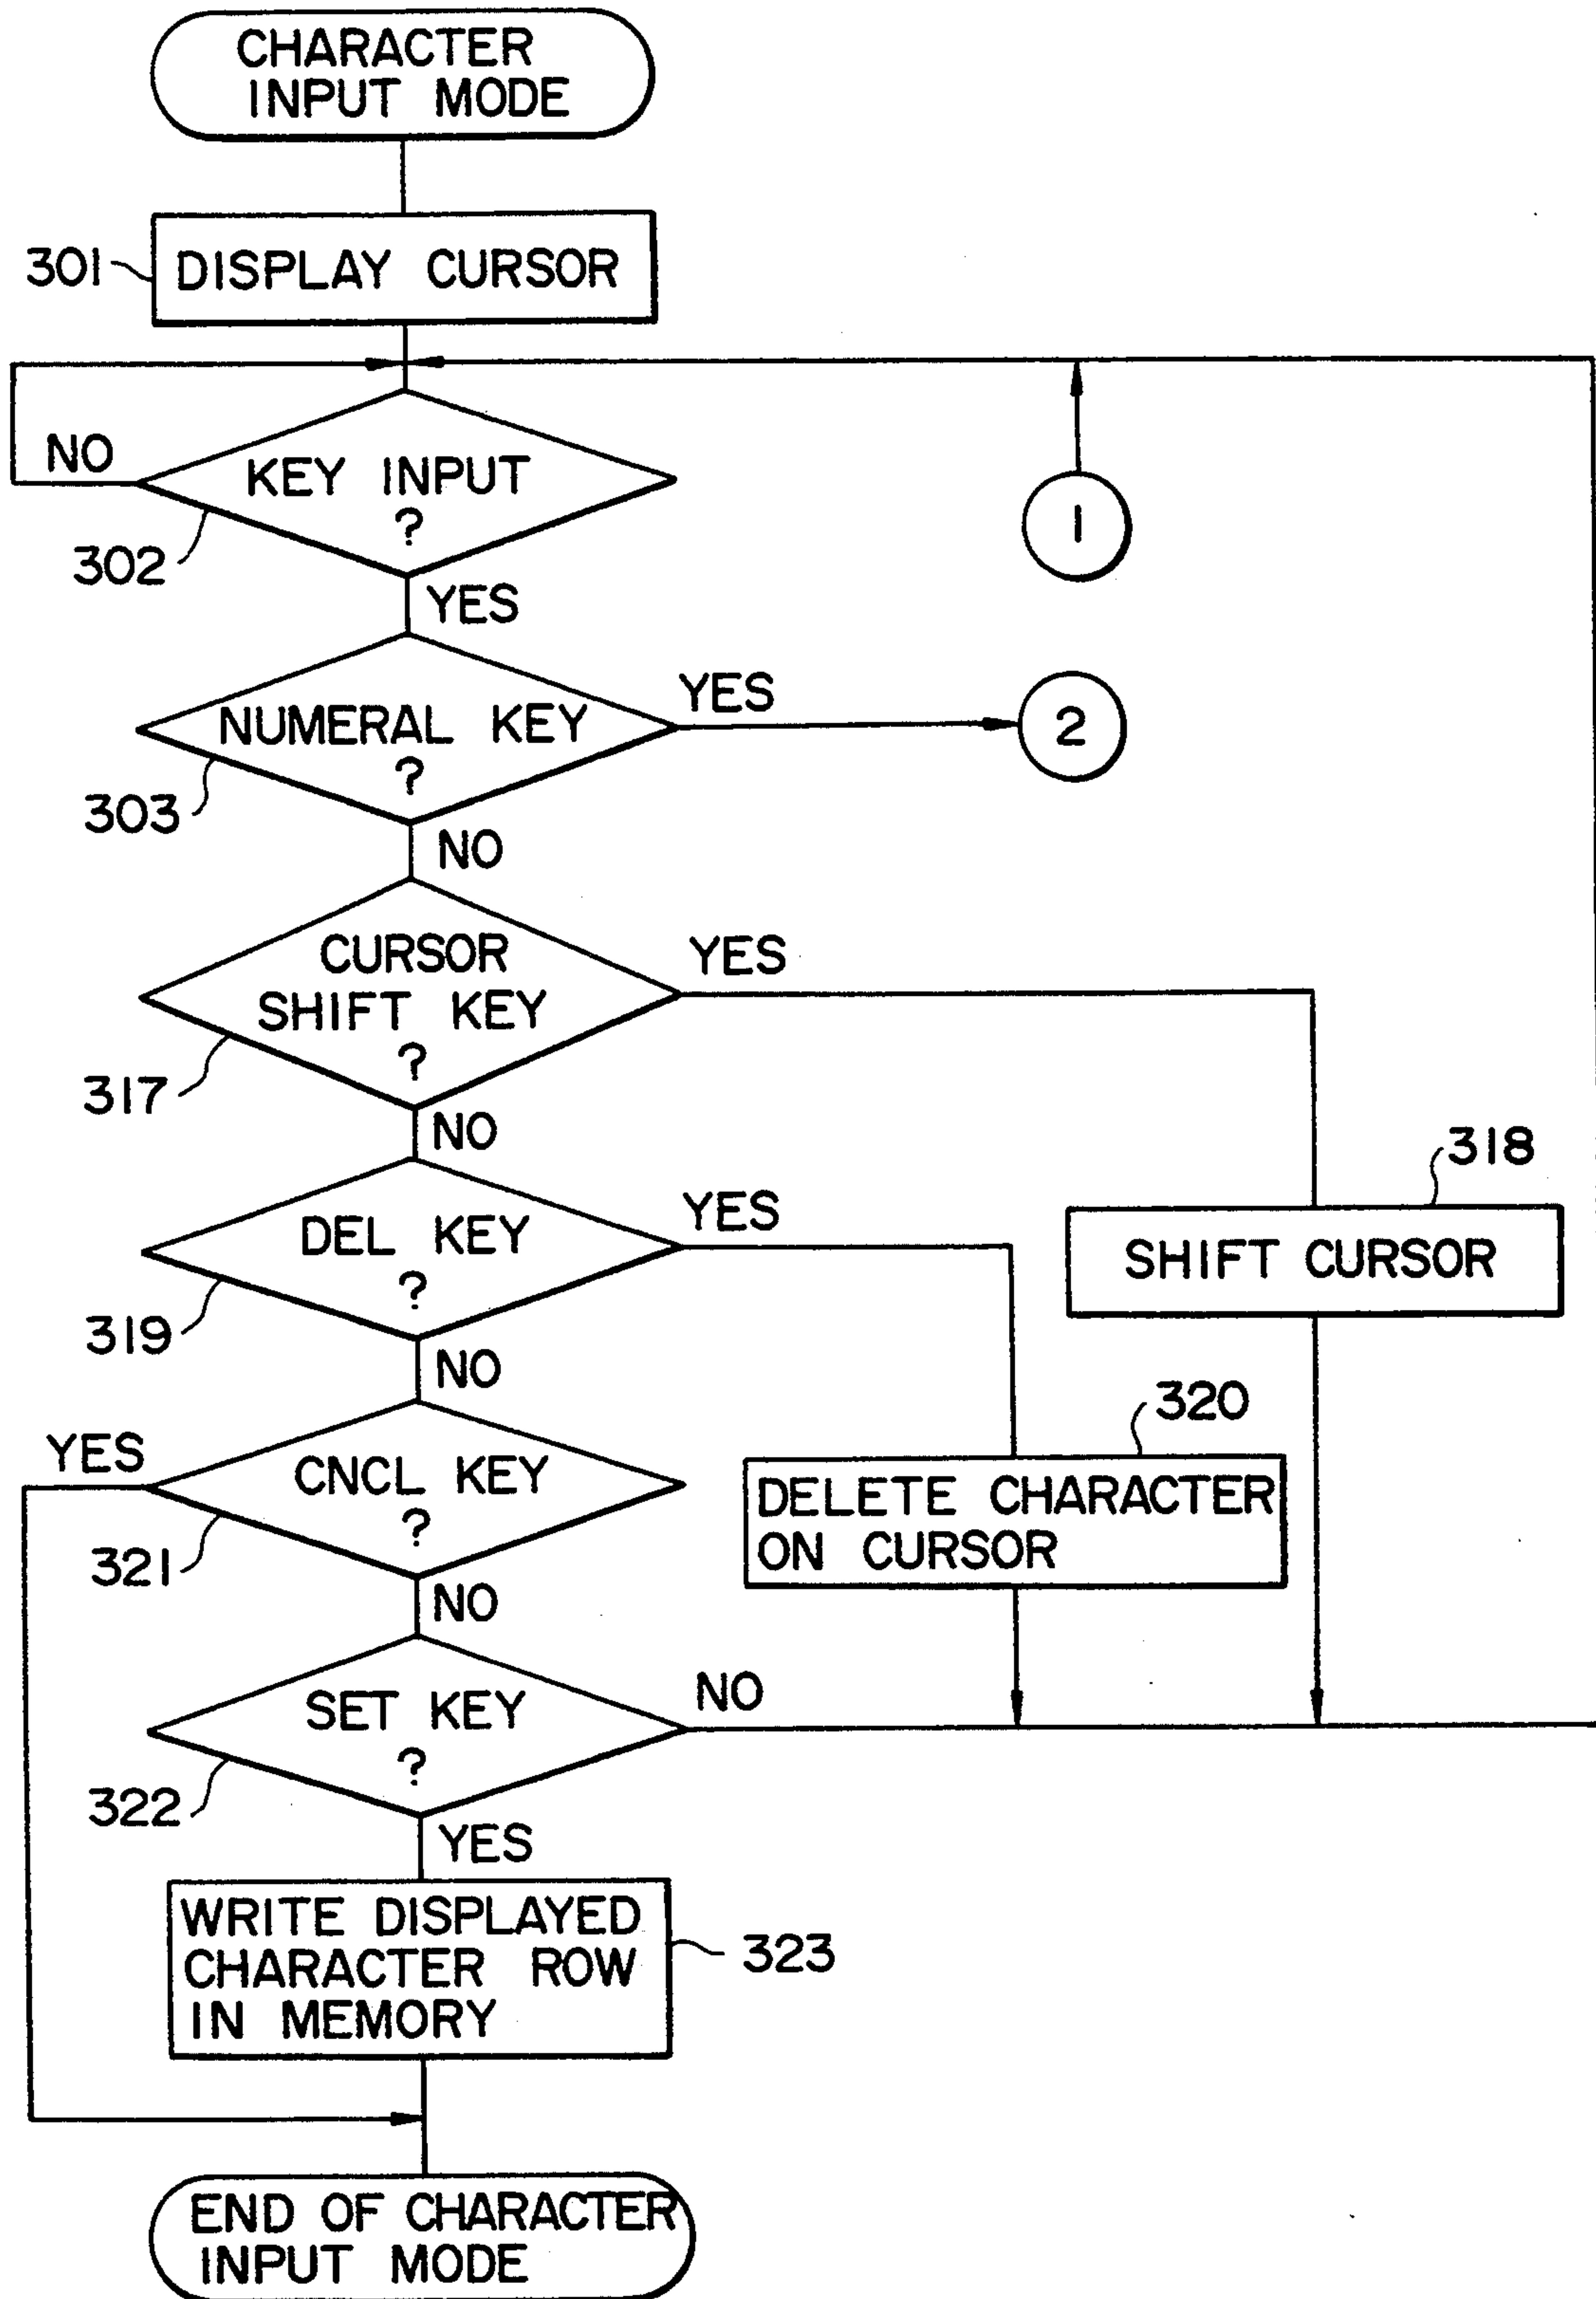 CHARACTER
INPUT MODE
301
DISPLAY CURSOR
NO
KEY INPUT
?
302
1
YES
NUMERAL KEY
?
303
YES
2
NO
CURSOR
SHIFT KEY
?
317
YES
NO
318
SHIFT CURSOR
DEL KEY
?
319
YES
NO
320
DELETE CHARACTER
ON CURSOR
YES
CNCL KEY
?
321
NO
SET KEY
?
322
NO
YES
WRITE DISPLAYED
CHARACTER ROW
IN MEMORY
323
END OF CHARACTER
INPUT MODE